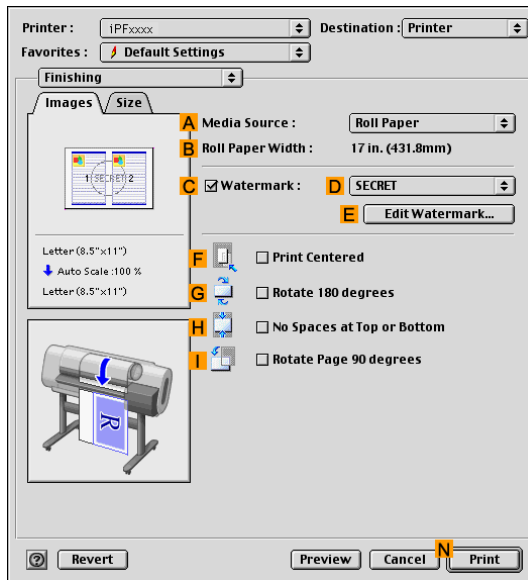 Printer : iPFxxxx Destination : Printer
Favorites : Default Settings
Finishing
Images Size
A Media Source : Roll Paper
B Roll Paper Width : 17 in. (431.8mm)
C Watermark : D SECRET
E Edit Watermark...
1 SECRET 2
Letter (8.5"x11")
Auto Scale :100 %
Letter (8.5"x11")
F Print Centered
G Rotate 180 degrees
H No Spaces at Top or Bottom
I Rotate Page 90 degrees
R
? Revert Preview Cancel N Print